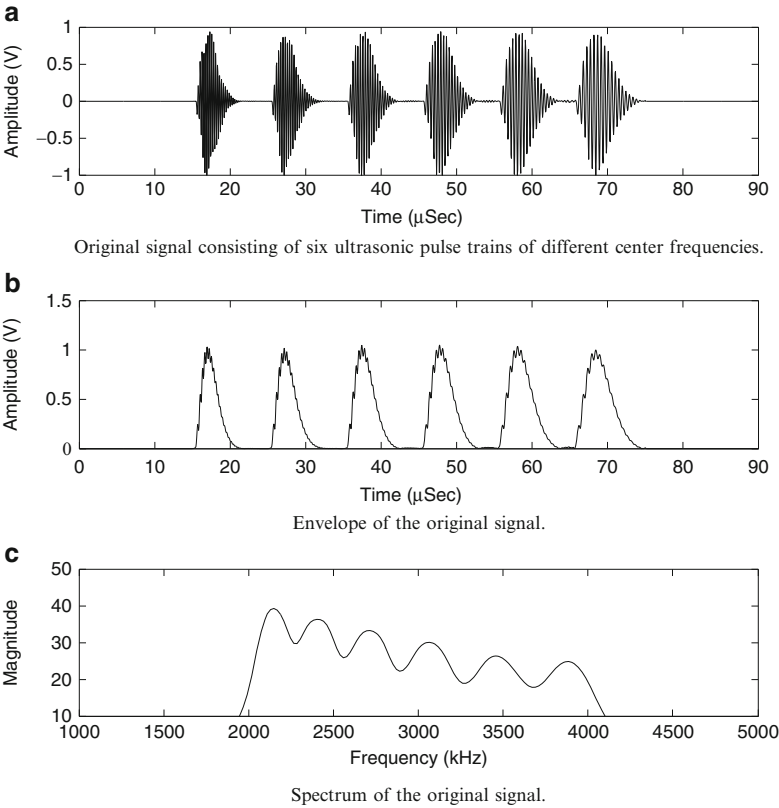 a
1
0.5
0
−0.5
−1
Amplitude (V)
0 10 20 30 40 50 60 70 80 90
Time (μSec)
Original signal consisting of six ultrasonic pulse trains of different center frequencies.
b
1.5
1
0.5
0
Amplitude (V)
0 10 20 30 40 50 60 70 80 90
Time (μSec)
Envelope of the original signal.
c
50
40
30
20
10
Magnitude
1000 1500 2000 2500 3000 3500 4000 4500 5000
Frequency (kHz)
Spectrum of the original signal.